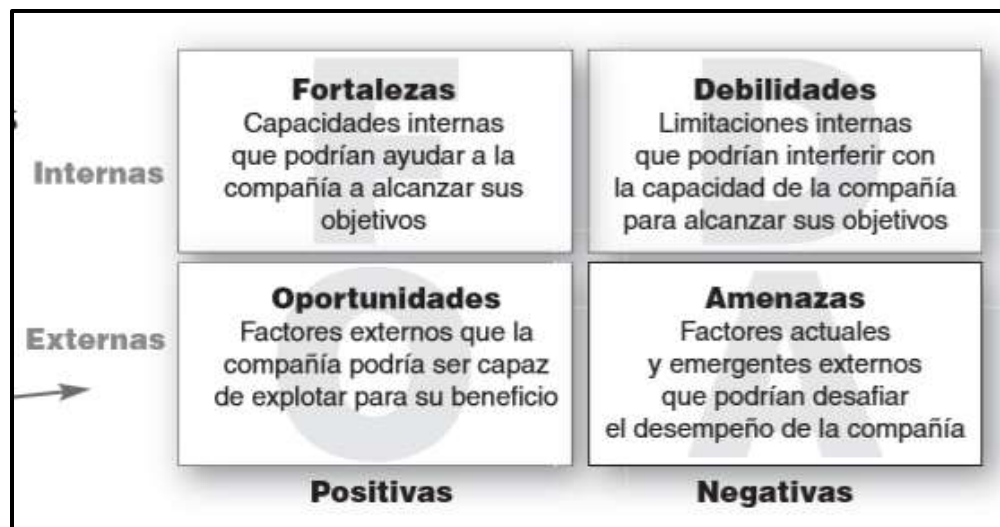 Internas
Externas
Fortalezas
Capacidades internas
que podrían ayudar a la
compañía a alcanzar sus
objetivos
Debilidades
Limitaciones internas
que podrían interferir con
la capacidad de la compañía
para alcanzar sus objetivos
Oportunidades
Factores externos que la
compañía podría ser capaz
de explotar para su beneficio
Amenazas
Factores actuales
y emergentes externos
que podrían desafiar
el desempeño de la compañía
Positivas
Negativas
F
D
O
A